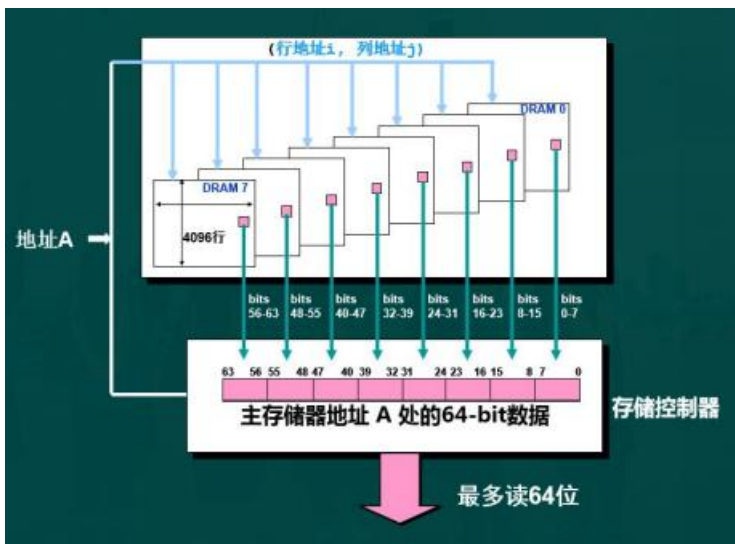 (行地址i, 列地址j)
DRAM 0
DRAM 7
4096行
地址A
bits 56-63
bits 48-55
bits 40-47
bits 32-39
bits 24-31
bits 16-23
bits 8-15
bits 0-7
63 56 55 48 47 40 39 32 31 24 23 16 15 8 7 0
主存储器地址 A 处的64-bit数据
存储控制器
最多读64位